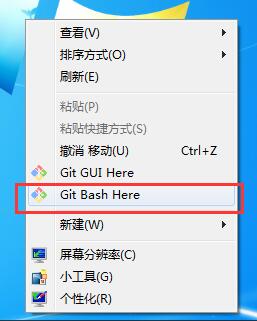 查看(V)
排序方式(O)
刷新(E)
粘贴(P)
粘贴快捷方式(S)
撤消 移动(U) Ctrl+Z
Git GUI Here
Git Bash Here
新建(W)
屏幕分辨率(C)
小工具(G)
个性化(R)